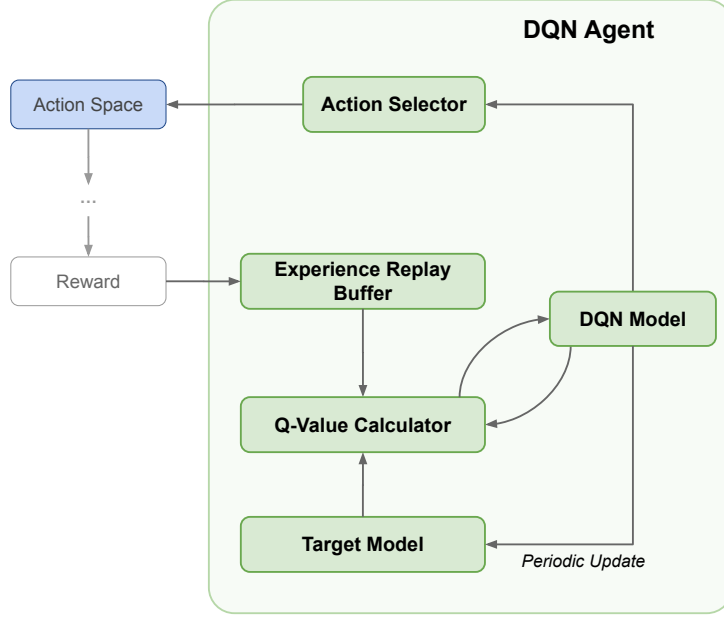 DQN Agent
Action Space
Action Selector
...
Reward
Experience Replay
Buffer
DQN Model
Q-Value Calculator
Target Model
Periodic Update